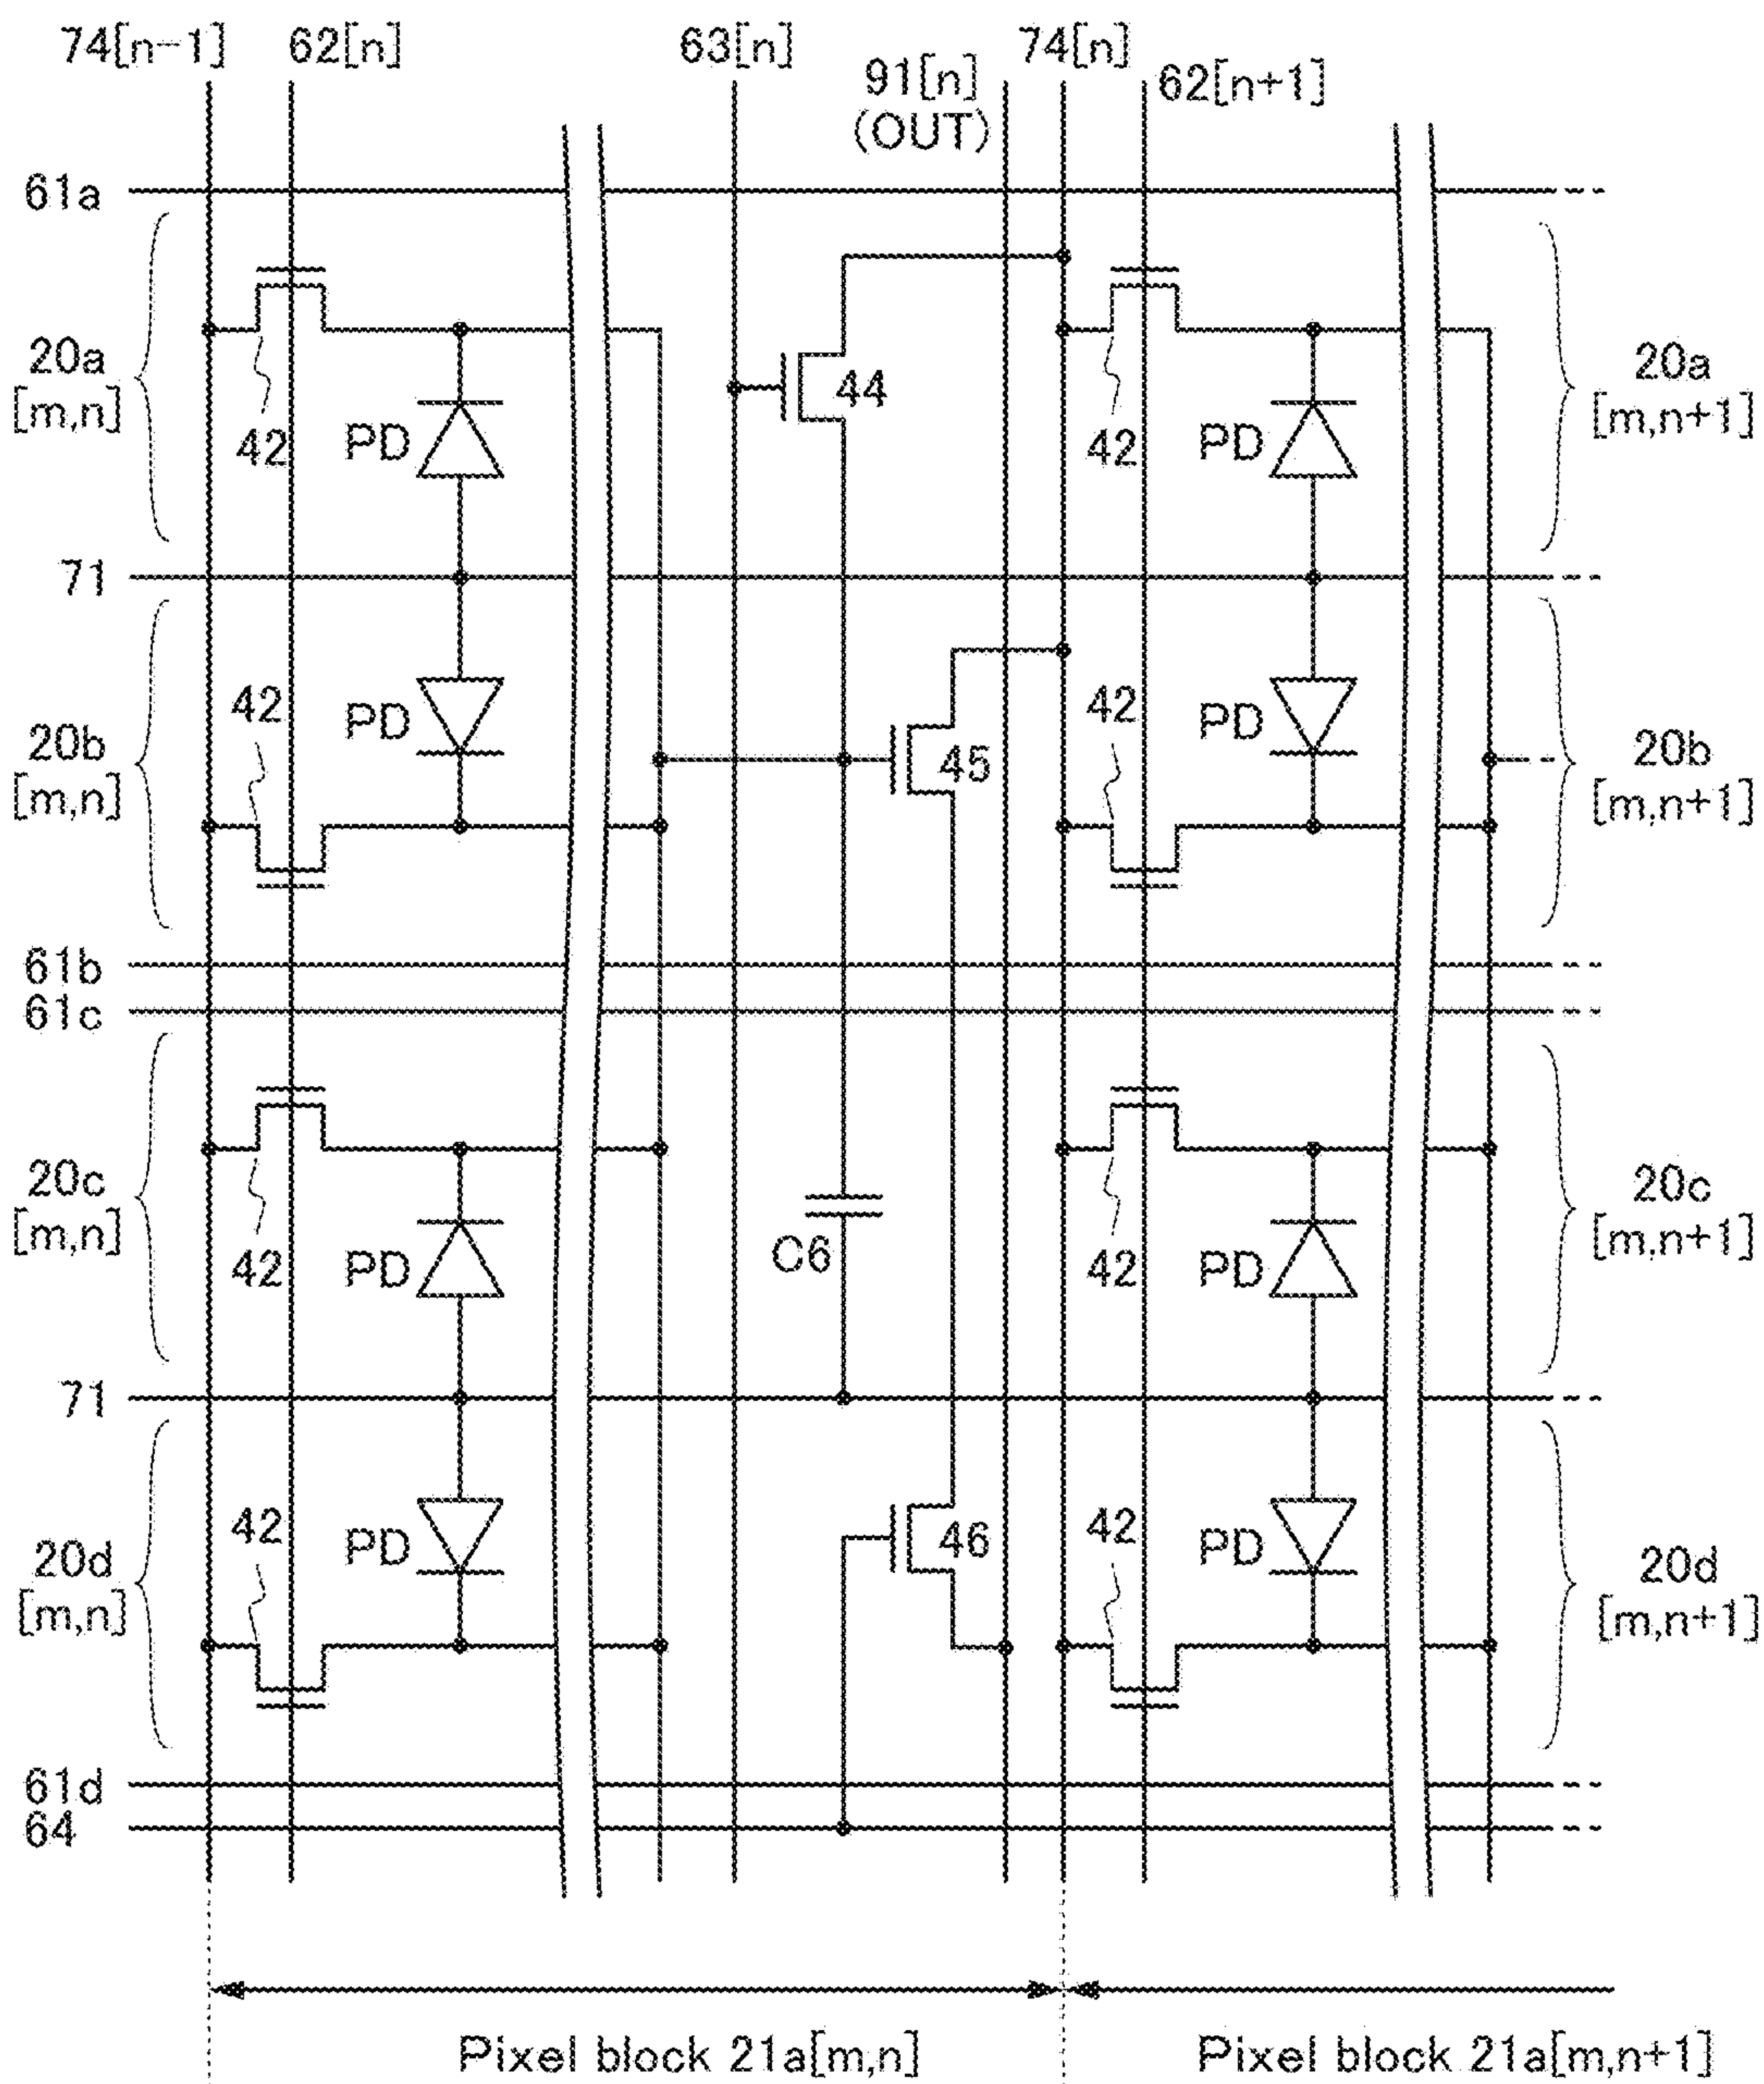 74[n-1] 62[n] 63[n] 74[n]
91[n] 62[n+1]
(OUT)
61a
20a 44 20a
[m,n] 42 PD 42 PD [m,n+1]
71
42 PD 42 PD
20b 45 20b
[m,n] [m,n+1]
61b
61c
20c 20c
[m,n] 42 PD C6 42 PD [m,n+1]
71
42 PD 46 42 PD
20d 20d
[m,n] [m,n+1]
61d
64
Pixel block 21a[m,n] Pixel block 21a[m,n+1]